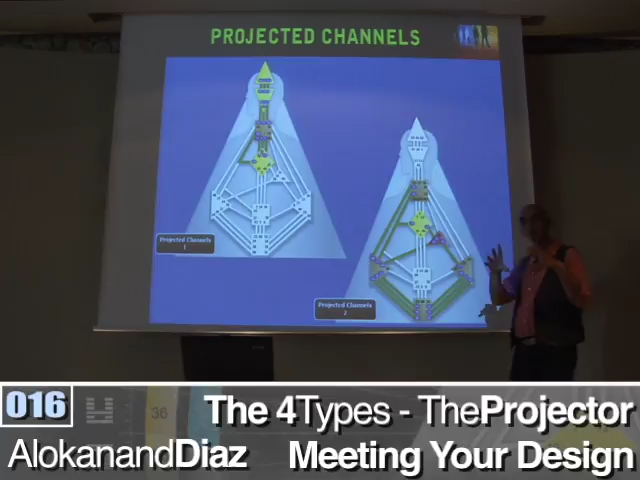 PROJECTED CHANNELS
Projected Channels
1
Projected Channels
2
016
36
The 4Types - TheProjector
AlokanandDiaz
Meeting Your Design